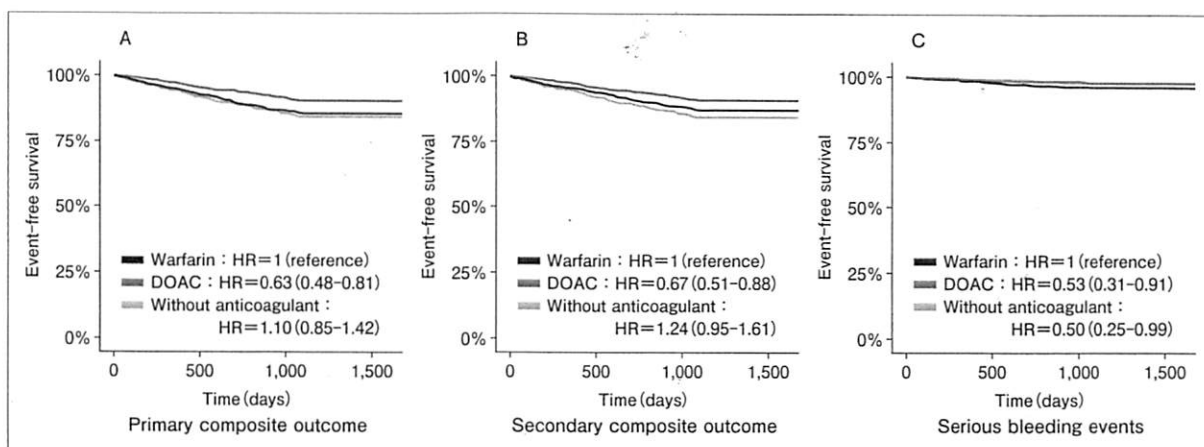 A
100%
75%
50%
25%
0%
Event-free survival
Warfarin：HR＝1(reference)
DOAC：HR＝0.63(0.48-0.81)
Without anticoagulant：
HR＝1.10(0.85-1.42)
0 500 1,000 1,500
Time(days)
Primary composite outcome
B
100%
75%
50%
25%
0%
Event-free survival
Warfarin：HR＝1(reference)
DOAC：HR＝0.67(0.51-0.88)
Without anticoagulant：
HR＝1.24(0.95-1.61)
0 500 1,000 1,500
Time(days)
Secondary composite outcome
C
100%
75%
50%
25%
0%
Event-free survival
Warfarin：HR＝1(reference)
DOAC：HR＝0.53(0.31-0.91)
Without anticoagulant：
HR＝0.50(0.25-0.99)
0 500 1,000 1,500
Time(days)
Serious bleeding events